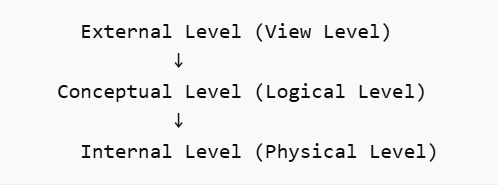 External Level (View Level)
↓
Conceptual Level (Logical Level)
↓
Internal Level (Physical Level)